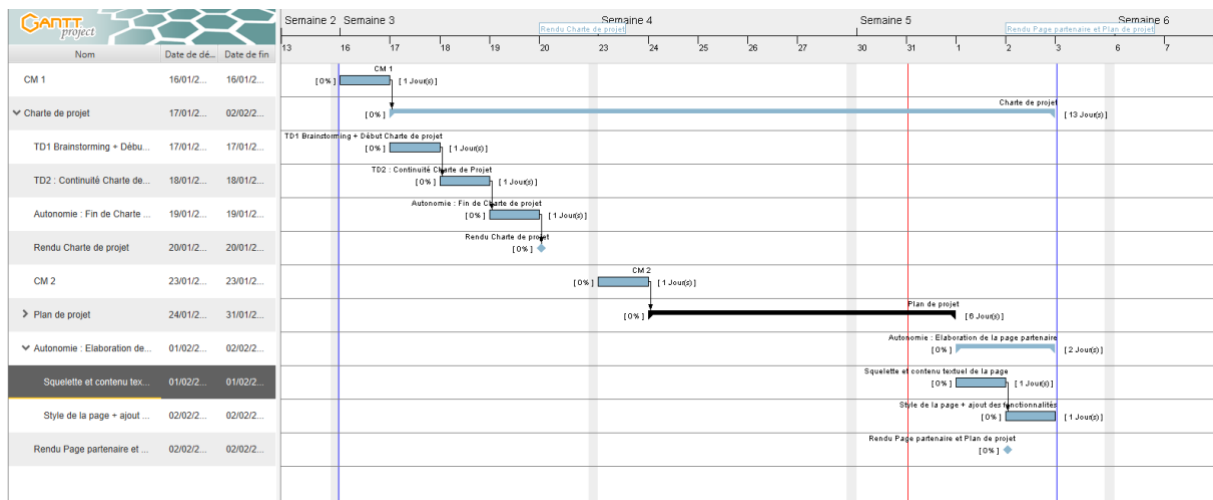 GANTT
project
Semaine 2 Semaine 3 Semaine 4 Semaine 5 Semaine 6
Rendu Charte de projet Rendu Page partenaire et Plan de projet
13 16 17 18 19 20 23 24 25 26 27 30 31 1 2 3 6 7
Nom Date de dé... Date de fin
CM 1 16/01/2... 16/01/2...
CM 1
[0%] [1 Jour(s)]
Charte de projet 17/01/2... 02/02/2...
Charte de projet
[0%] [13 Jour(s)]
TD1 Brainstorming + Débu... 17/01/2... 17/01/2...
TD1 Brainstorming + Début Charte de projet
[0%] [1 Jour(s)]
TD2 : Continuité Charte de... 18/01/2... 18/01/2...
TD2 : Continuité Charte de Projet
[0%] [1 Jour(s)]
Autonomie : Fin de Charte ... 19/01/2... 19/01/2...
Autonomie : Fin de Charte de projet
[0%] [1 Jour(s)]
Rendu Charte de projet 20/01/2... 20/01/2...
Rendu Charte de projet
[0%]
CM 2 23/01/2... 23/01/2...
CM 2
[0%] [1 Jour(s)]
Plan de projet 24/01/2... 31/01/2...
Plan de projet
[0%] [6 Jour(s)]
Autonomie : Elaboration de... 01/02/2... 02/02/2...
Autonomie : Elaboration de la page partenaire
[0%] [2 Jour(s)]
Squelette et contenu tex... 01/02/2... 01/02/2...
Squelette et contenu textuel de la page
[0%] [1 Jour(s)]
Style de la page + ajout ... 02/02/2... 02/02/2...
Style de la page + ajout des fonctionnalités
[0%] [1 Jour(s)]
Rendu Page partenaire et ... 02/02/2... 02/02/2...
Rendu Page partenaire et Plan de projet
[0%]